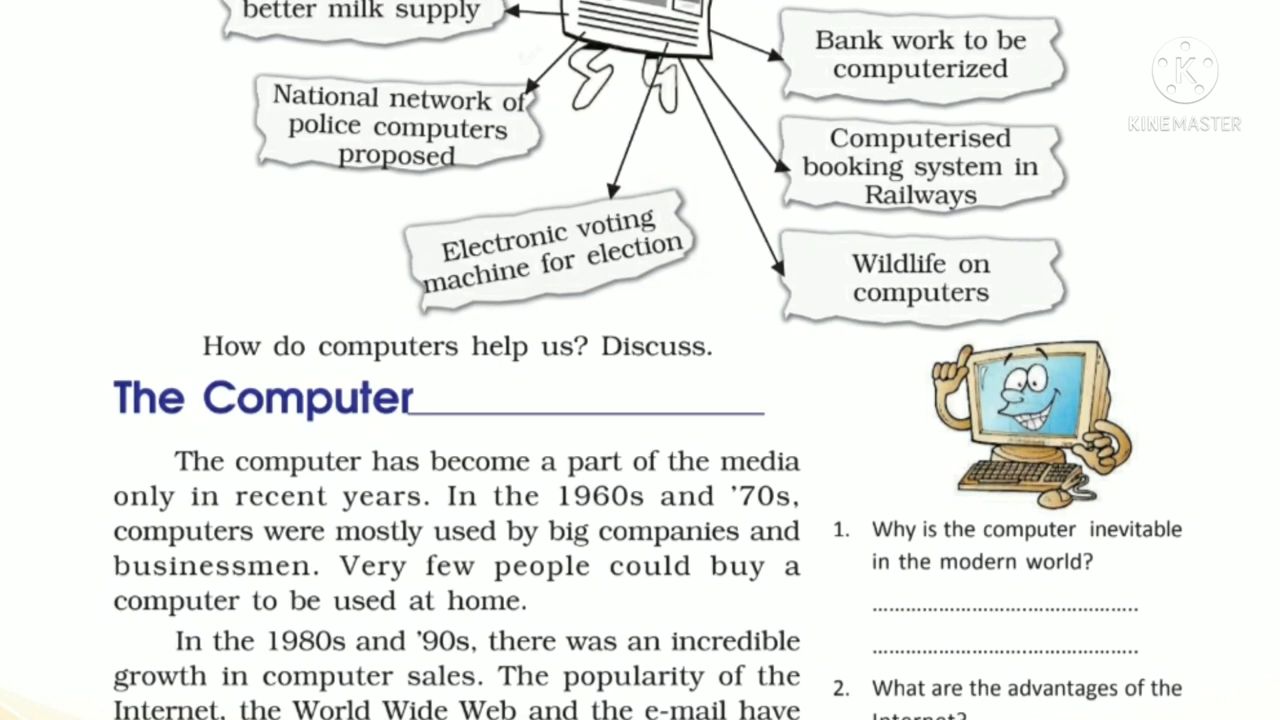 better milk supply
National network of
police computers
proposed
Electronic voting
machine for election
Bank work to be
computerized
Computerised
booking system in
Railways
Wildlife on
computers
KINEMASTER
How do computers help us? Discuss.
The Computer
The computer has become a part of the media
only in recent years. In the 1960s and ’70s,
computers were mostly used by big companies and
businessmen. Very few people could buy a
computer to be used at home.
In the 1980s and ’90s, there was an incredible
growth in computer sales. The popularity of the
Internet, the World Wide Web and the e-mail have
1. Why is the computer inevitable
in the modern world?
2. What are the advantages of the
Internet?